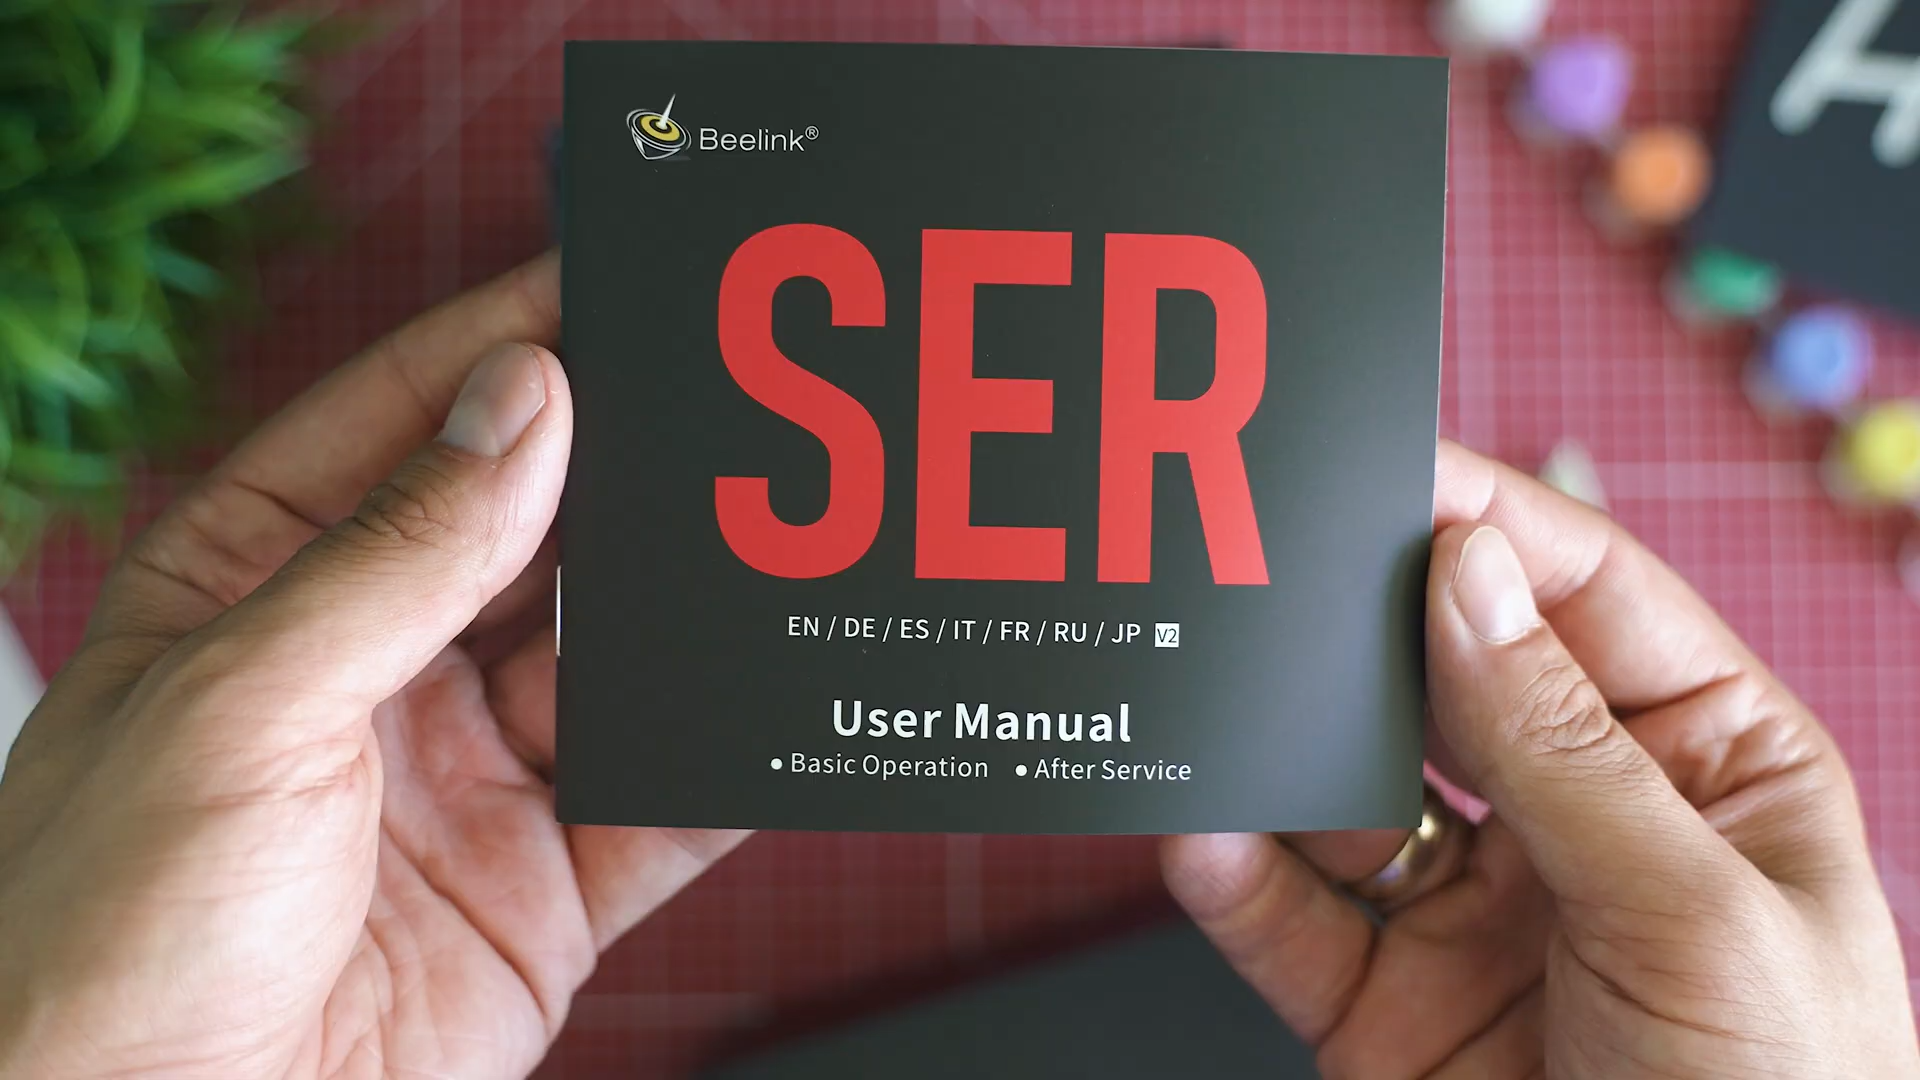 Beelink®
SER
EN / DE / ES / IT / FR / RU / JP V2
User Manual
• Basic Operation • After Service